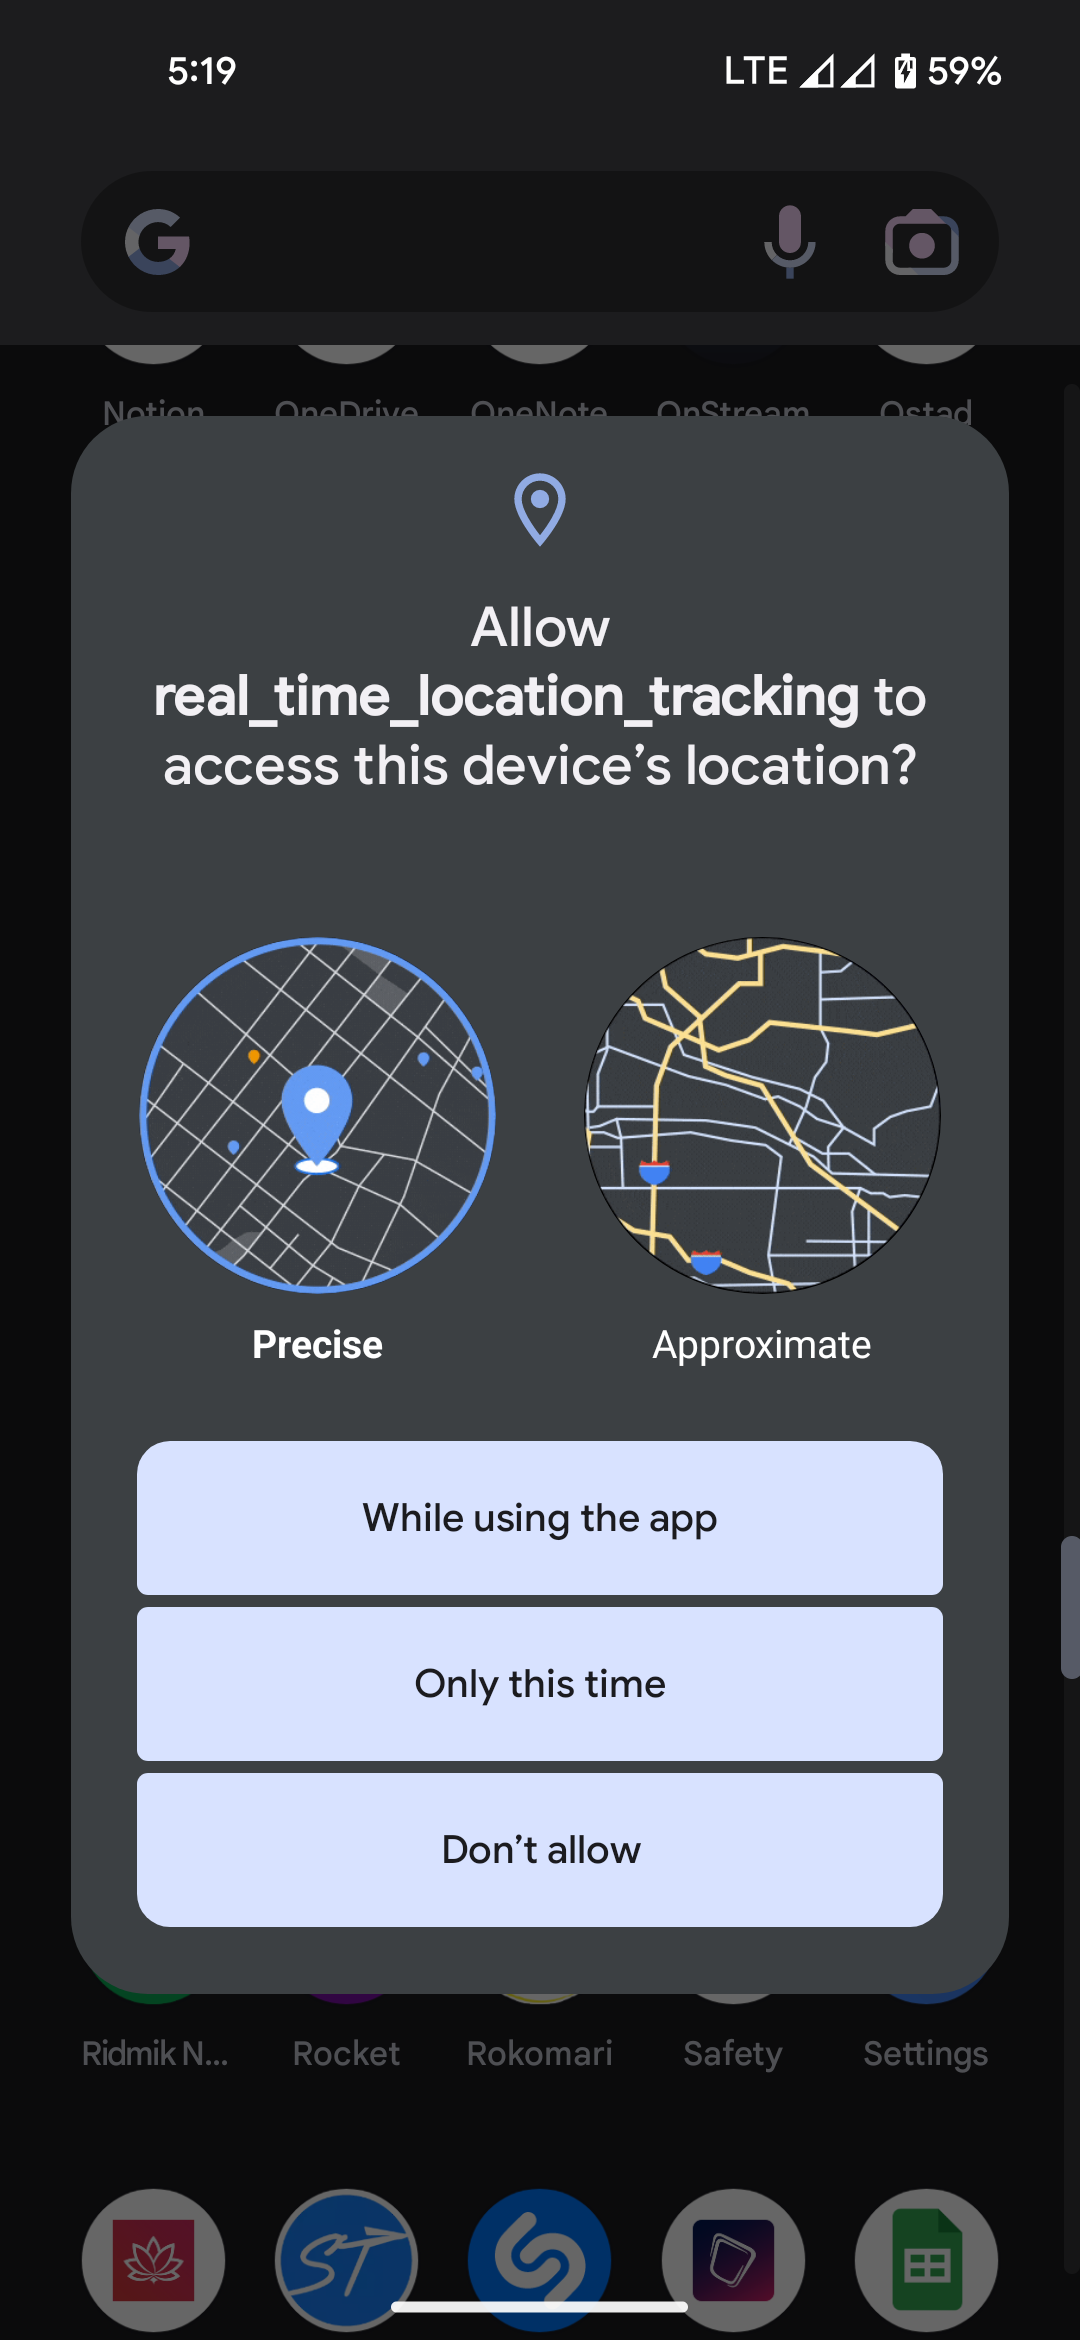 5:19 LTE 59%
Notion OneDrive OneNote OnStream Ostad
Allow
real_time_location_tracking to
access this device’s location?
Precise Approximate
While using the app
Only this time
Don’t allow
Ridmik N... Rocket Rokomari Safety Settings
ST